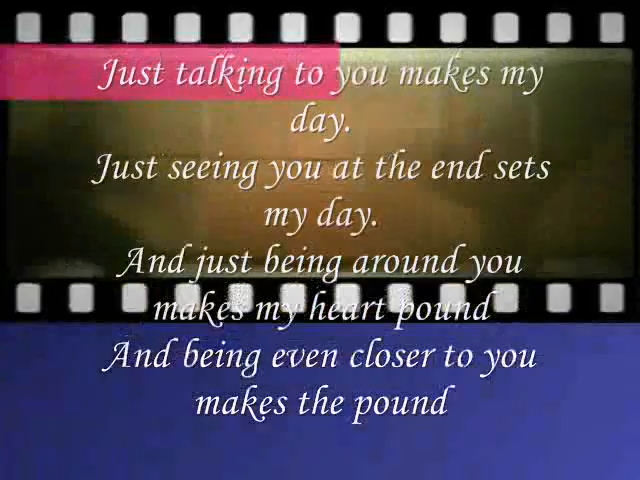 Just talking to you makes my
day.
Just seeing you at the end sets
my day.
And just being around you
makes my heart pound
And being even closer to you
makes the pound